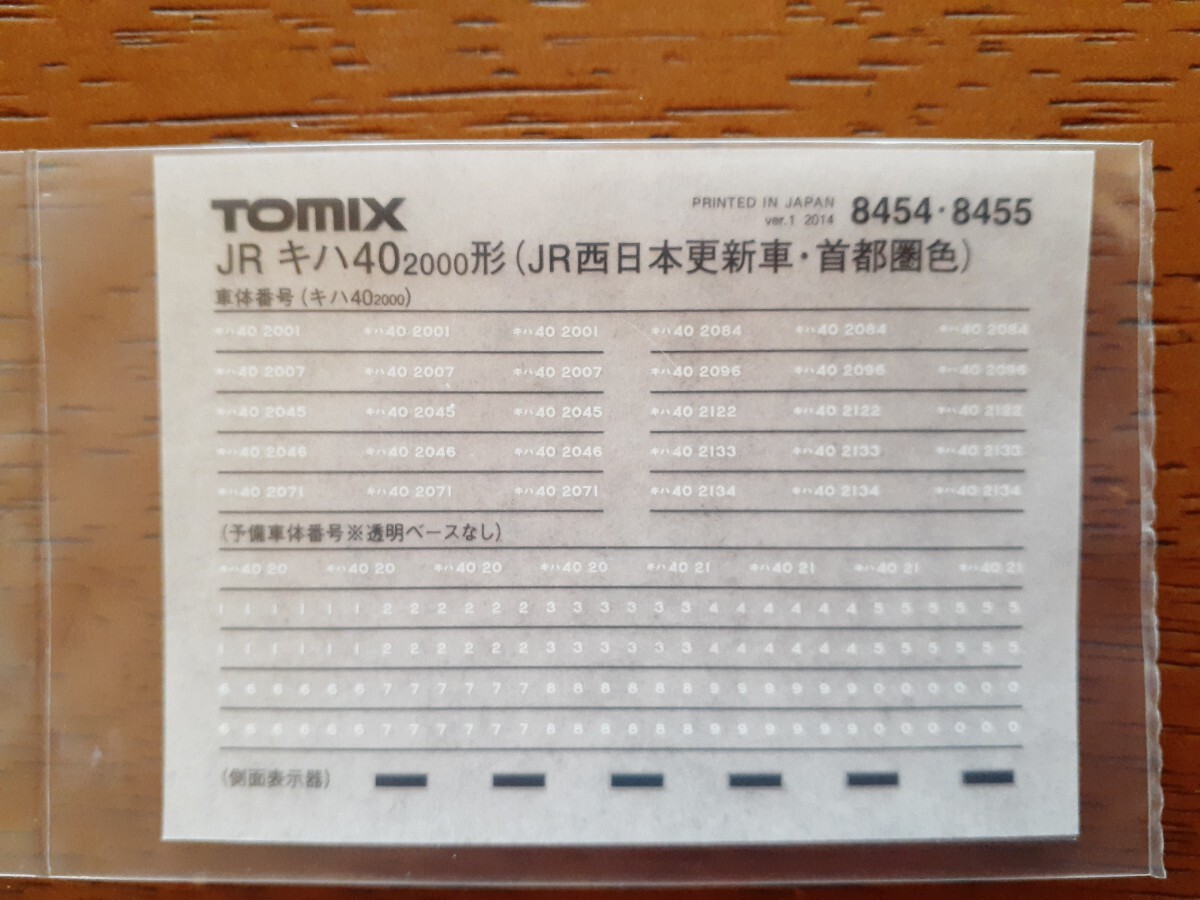 TOMIX PRINTED IN JAPAN ver.1 2014 8454・8455
JR キハ40 2000形(JR西日本更新車・首都圏色)
車体番号(キハ40 2000)
キハ40 2001 キハ40 2001 キハ40 2001 キハ40 2084 キハ40 2084 キハ40 2084
キハ40 2007 キハ40 2007 キハ40 2007 キハ40 2096 キハ40 2096 キハ40 2096
キハ40 2045 キハ40 2045 キハ40 2045 キハ40 2122 キハ40 2122 キハ40 2122
キハ40 2046 キハ40 2046 キハ40 2046 キハ40 2133 キハ40 2133 キハ40 2133
キハ40 2071 キハ40 2071 キハ40 2071 キハ40 2134 キハ40 2134 キハ40 2134
(予備車体番号※透明ベースなし)
キハ40 20 キハ40 20 キハ40 20 キハ40 20 キハ40 21 キハ40 21 キハ40 21 キハ40 21
1 1 1 1 1 1 2 2 2 2 2 2 3 3 3 3 3 3 4 4 4 4 4 4 5 5 5 5 5 5
1 1 1 1 1 1 2 2 2 2 2 2 3 3 3 3 3 3 4 4 4 4 4 4 5 5 5 5 5 5
6 6 6 6 6 6 7 7 7 7 7 7 8 8 8 8 8 8 9 9 9 9 9 9 0 0 0 0 0 0
6 6 6 6 6 6 7 7 7 7 7 7 8 8 8 8 8 8 9 9 9 9 9 9 0 0 0 0 0 0
(側面表示器)